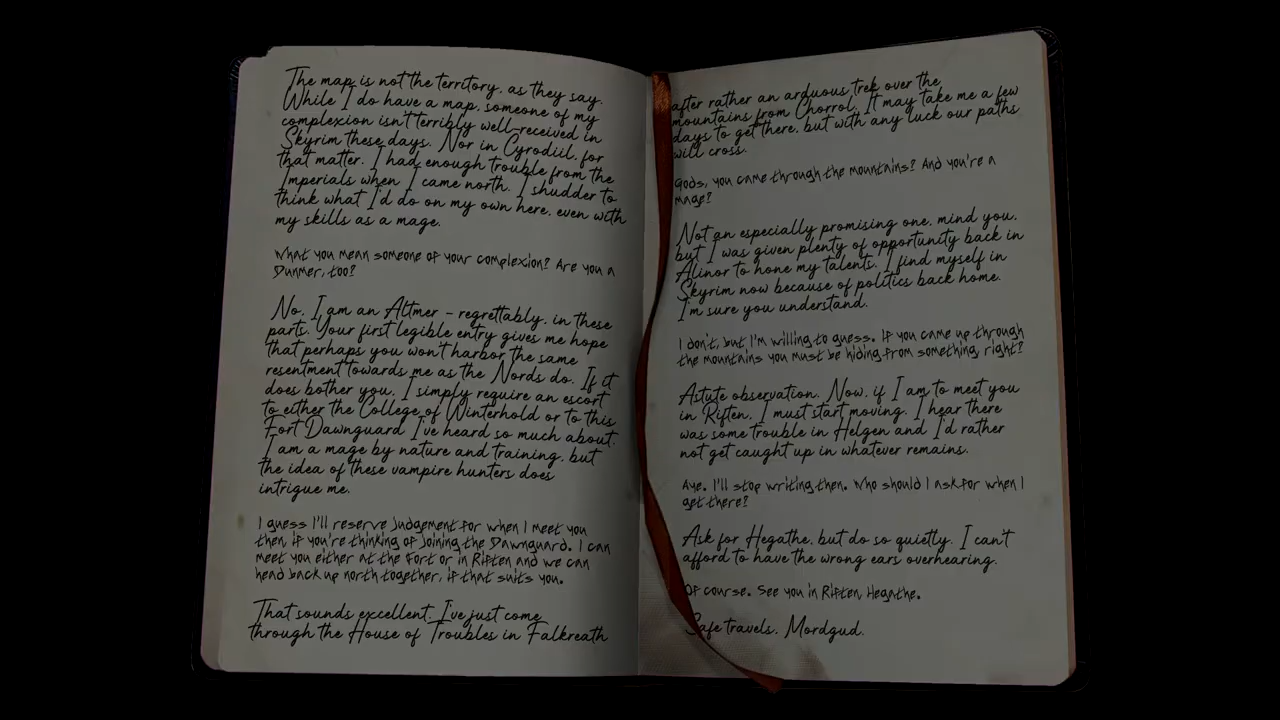 The map is not the territory, as they say.
While I do have a map, someone of my
complexion isn't terribly well-received in
Skyrim these days. Nor in Cyrodiil, for
that matter. I had enough trouble from the
Imperials when I came north. I shudder to
think what I'd do on my own here, even with
my skills as a mage.
What you mean someone of your complexion? Are you a
Dunmer, too?
No. I am an Altmer – regrettably, in these
parts. Your first legible entry gives me hope
that perhaps you won't harbor the same
resentment towards me as the Nords do. If it
does bother you, I simply require an escort
to either the College of Winterhold or to this
Fort Dawnguard I've heard so much about.
I am a mage by nature and training, but
the idea of these vampire hunters does
intrigue me.
I guess I'll reserve judgement for when I meet you
then, if you're thinking of joining the Dawnguard. I can
meet you either at the Fort or in Riften and we can
head back up north together, if that suits you.
That sounds excellent. I've just come
through the House of Troubles in Falkreath
after rather an arduous trek over the
mountains from Chorrol. It may take me a few
days to get there, but with any luck our paths
will cross.
Gods, you came through the mountains? And you're a
mage?
Not an especially promising one, mind you,
but I was given plenty of opportunity back in
Alinor to hone my talents. I find myself in
Skyrim now because of politics back home.
I'm sure you understand.
I don't, but I'm willing to guess. If you came up through
the mountains you must be hiding from something, right?
Astute observation. Now, if I am to meet you
in Riften, I must start moving. I hear there
was some trouble in Helgen and I'd rather
not get caught up in whatever remains.
Aye. I'll stop writing then. Who should I ask for when I
get there?
Ask for Hegathe, but do so quietly. I can't
afford to have the wrong ears overhearing.
Of course. See you in Riften, Hegathe.
Safe travels, Mordgud.